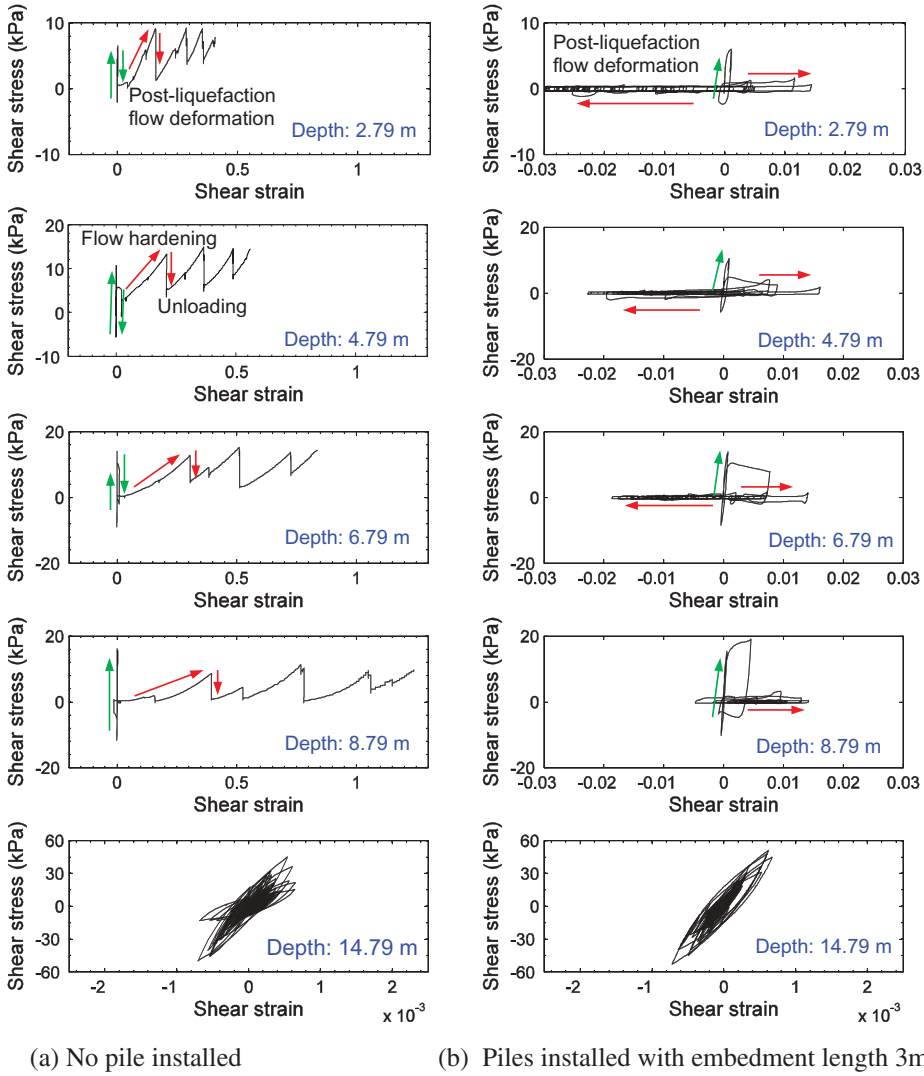 Shear stress (kPa)
10
0
-10
0
0.5
1
Shear strain
Post-liquefaction
flow deformation
Depth: 2.79 m
Shear stress (kPa)
10
0
-10
-0.03
-0.02
-0.01
0
0.01
0.02
0.03
Shear strain
Post-liquefaction
flow deformation
Depth: 2.79 m
Shear stress (kPa)
20
10
0
-10
0
0.5
1
Shear strain
Flow hardening
Unloading
Depth: 4.79 m
Shear stress (kPa)
20
0
-20
-0.03
-0.02
-0.01
0
0.01
0.02
0.03
Shear strain
Depth: 4.79 m
Shear stress (kPa)
20
0
-20
0
0.5
1
Shear strain
Depth: 6.79 m
Shear stress (kPa)
20
0
-20
-0.03
-0.02
-0.01
0
0.01
0.02
0.03
Shear strain
Depth: 6.79 m
Shear stress (kPa)
20
0
-20
0
0.5
1
Shear strain
Depth: 8.79 m
Shear stress (kPa)
20
0
-20
-0.03
-0.02
-0.01
0
0.01
0.02
0.03
Shear strain
Depth: 8.79 m
Shear stress (kPa)
60
30
0
-30
-60
-2
-1
0
1
2
Shear strain
x 10-3
Depth: 14.79 m
Shear stress (kPa)
60
30
0
-30
-60
-2
-1
0
1
2
Shear strain
x 10-3
Depth: 14.79 m
(a) No pile installed
(b) Piles installed with embedment length 3m